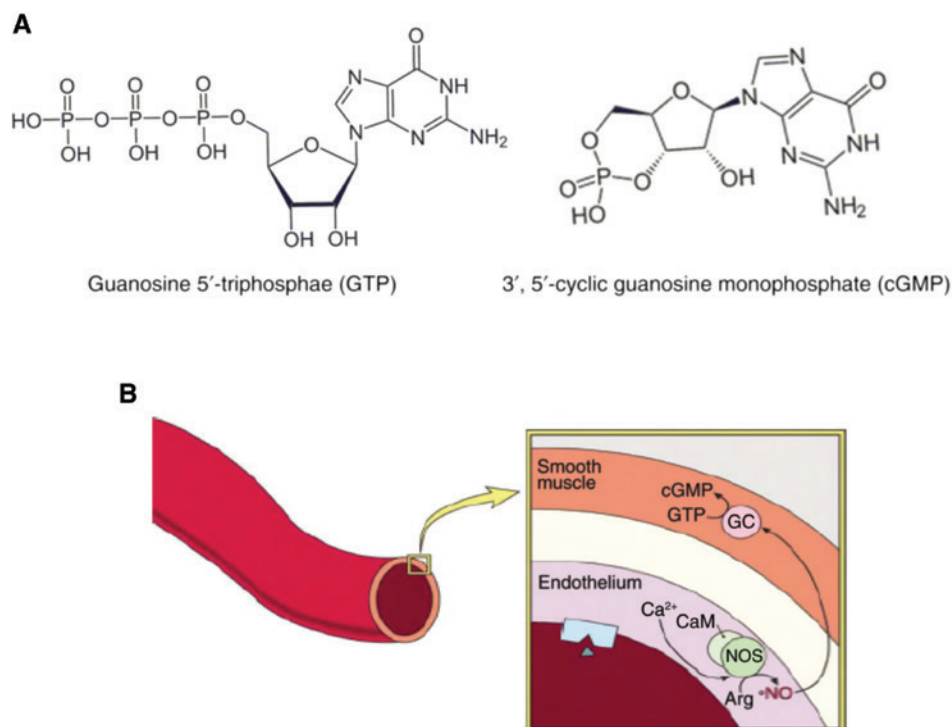 A
O
O O O N NH
HO P O P O P O N N NH₂
OH OH OH O
OH OH
Guanosine 5′-triphosphae (GTP)
N O
O N NH
O N
O P O OH NH₂
HO
3′, 5′-cyclic guanosine monophosphate (cGMP)
B
Smooth
muscle
cGMP
GTP
GC
Endothelium
Ca²⁺
CaM
NOS
Arg
•NO